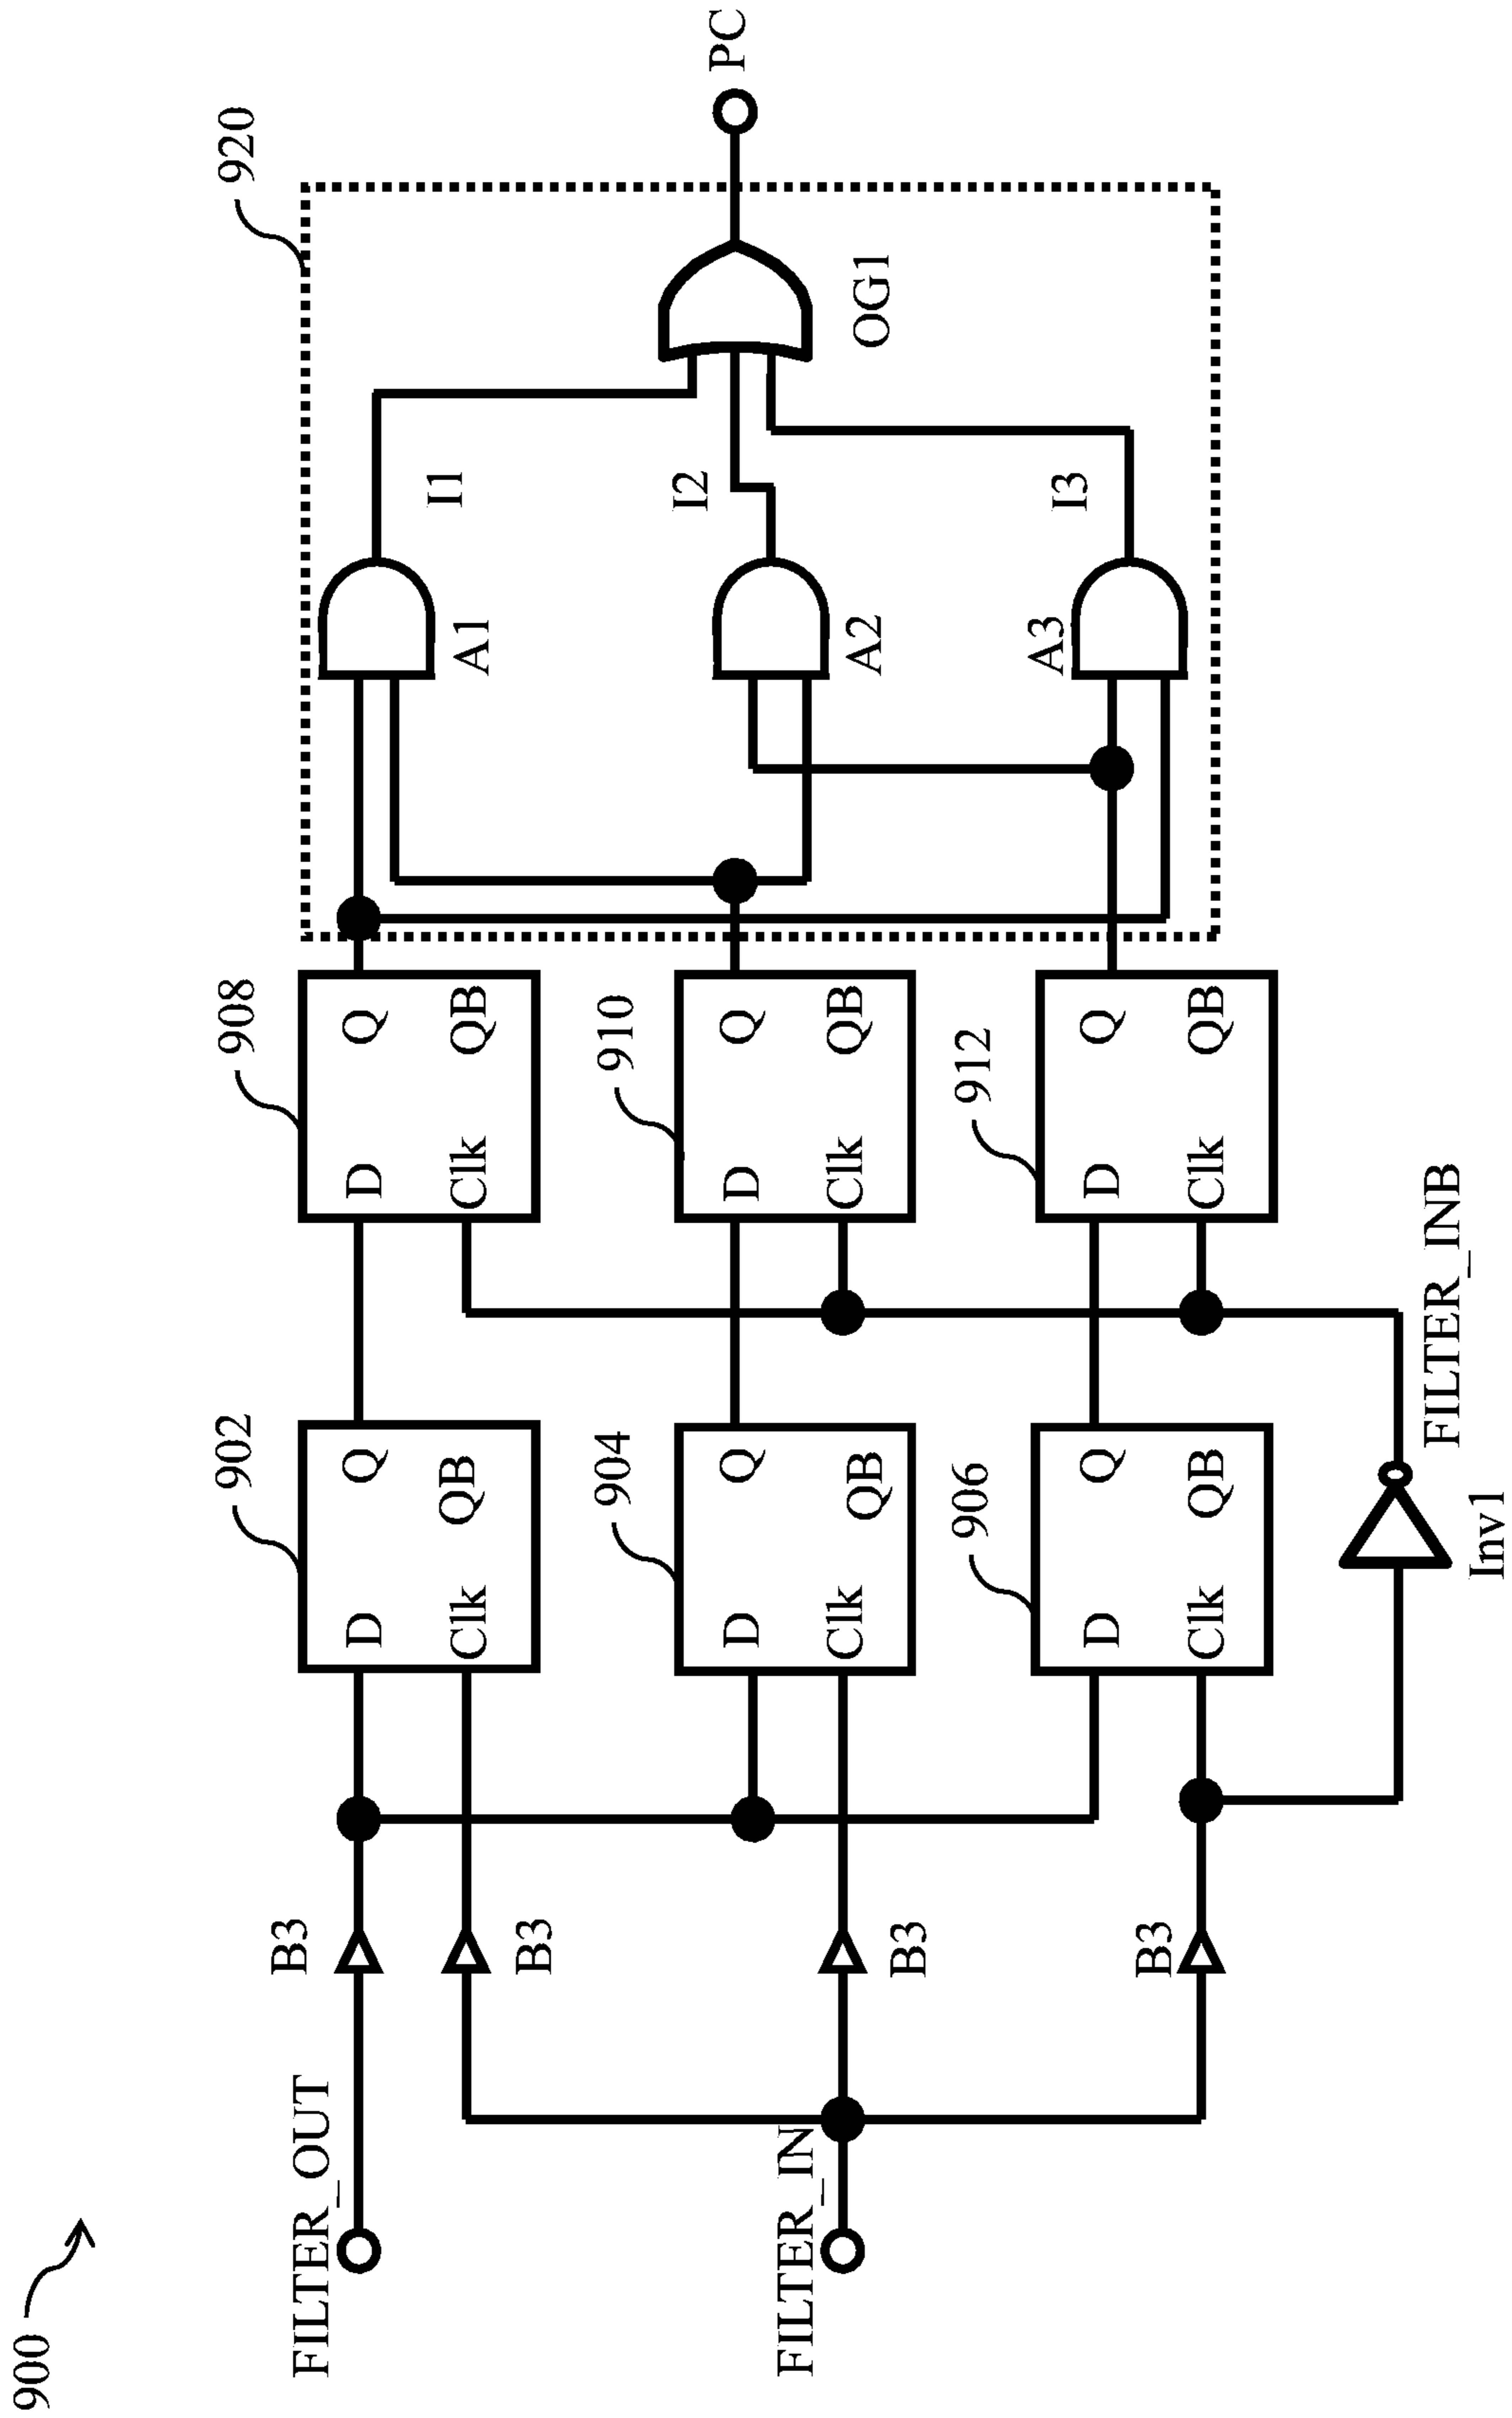 900
FILTER_OUT
FILTER_IN
B3
B3
B3
B3
902
D
Q
Clk
QB
904
D
Q
Clk
QB
906
D
Q
Clk
QB
Inv1
FILTER_INB
908
D
Q
Clk
QB
910
D
Q
Clk
QB
912
D
Q
Clk
QB
920
A1
I1
A2
I2
A3
I3
OG1
PC